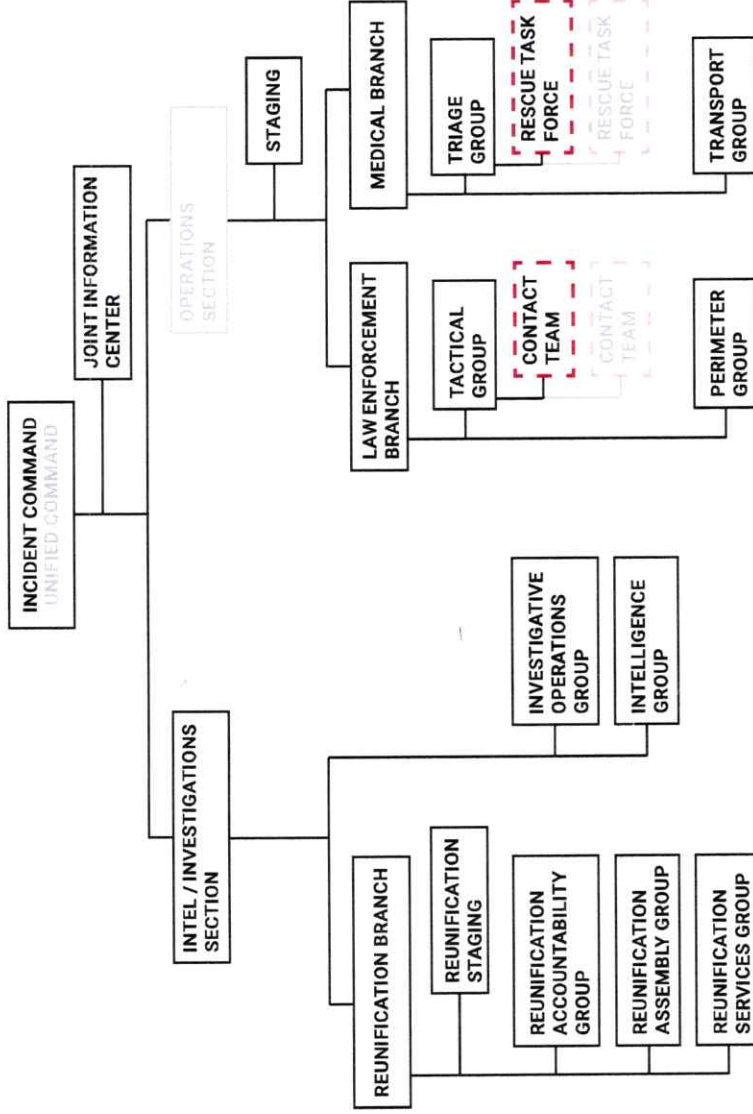 INCIDENT COMMAND
UNIFIED COMMAND
JOINT INFORMATION
CENTER
INTEL / INVESTIGATIONS
SECTION
OPERATIONS
SECTION
STAGING
REUNIFICATION BRANCH
REUNIFICATION
STAGING
REUNIFICATION
ACCOUNTABILITY
GROUP
REUNIFICATION
ASSEMBLY GROUP
REUNIFICATION
SERVICES GROUP
INVESTIGATIVE
OPERATIONS
GROUP
INTELLIGENCE
GROUP
LAW ENFORCEMENT
BRANCH
TACTICAL
GROUP
CONTACT
TEAM
CONTACT
TEAM
PERIMETER
GROUP
MEDICAL BRANCH
TRIAGE
GROUP
RESCUE TASK
FORCE
RESCUE TASK
FORCE
TRANSPORT
GROUP